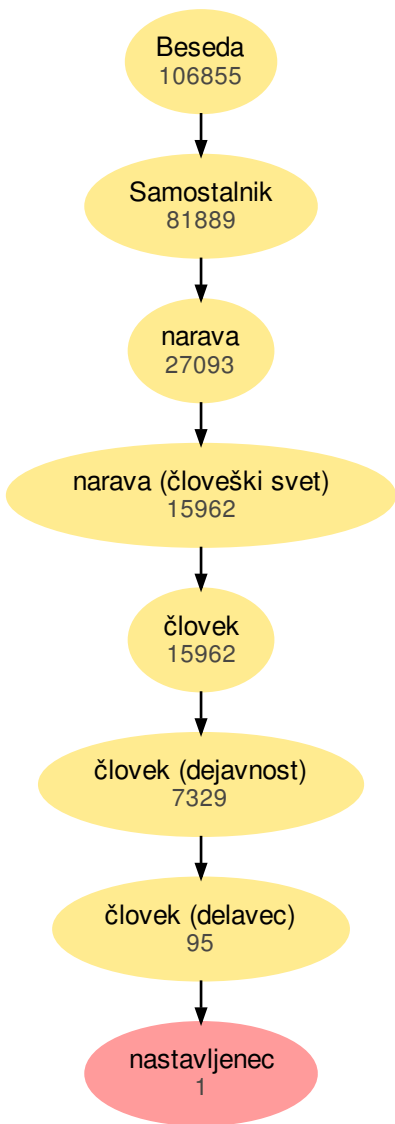 Beseda
106855
Samostalnik
81889
narava
27093
narava (človeški svet)
15962
človek
15962
človek (dejavnost)
7329
človek (delavec)
95
nastavljenec
1